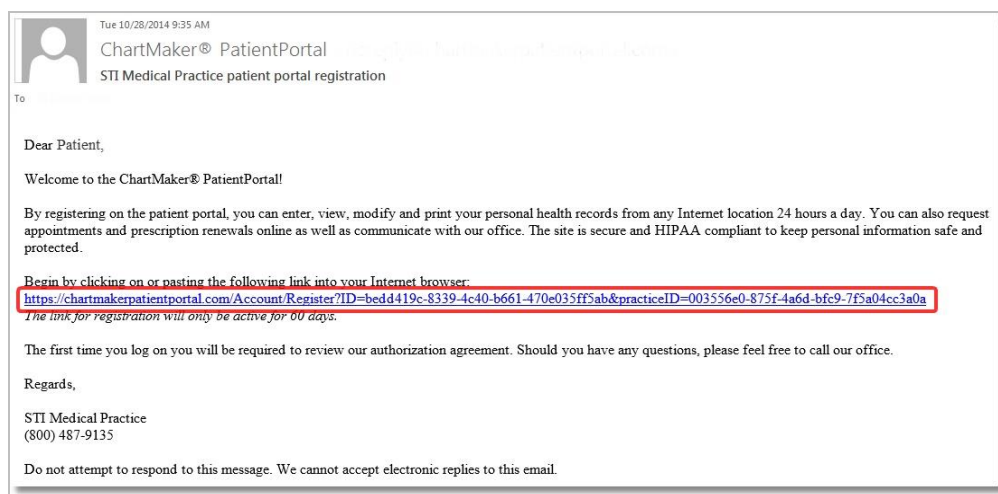 Tue 10/28/2014 9:35 AM
ChartMaker® PatientPortal
STI Medical Practice patient portal registration
To
Dear Patient,
Welcome to the ChartMaker® PatientPortal!
By registering on the patient portal, you can enter, view, modify and print your personal health records from any Internet location 24 hours a day. You can also request
appointments and prescription renewals online as well as communicate with our office. The site is secure and HIPAA compliant to keep personal information safe and
protected.
Begin by clicking on or pasting the following link into your Internet browser:
https://chartmakerpatientportal.com/Account/Register?ID=bedd419c-8339-4c40-b661-470e035ff5ab&practiceID=003556e0-875f-4a6d-bfc9-7f5a04cc3a0a
The link for registration will only be active for 60 days.
The first time you log on you will be required to review our authorization agreement. Should you have any questions, please feel free to call our office.
Regards,
STI Medical Practice
(800) 487-9135
Do not attempt to respond to this message. We cannot accept electronic replies to this email.